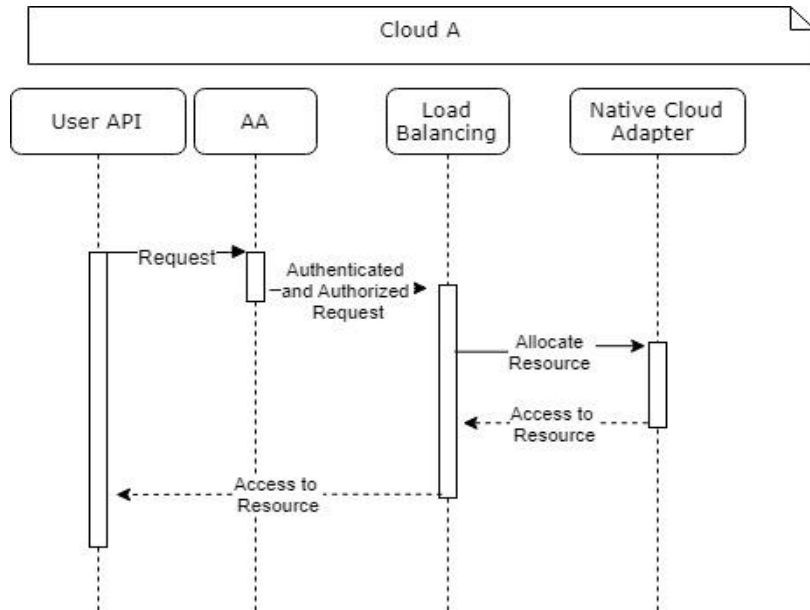 Cloud A
User API
AA
Load
Balancing
Native Cloud
Adapter
Request
Authenticated
and Authorized
Request
Allocate
Resource
Access to
Resource
Access to
Resource